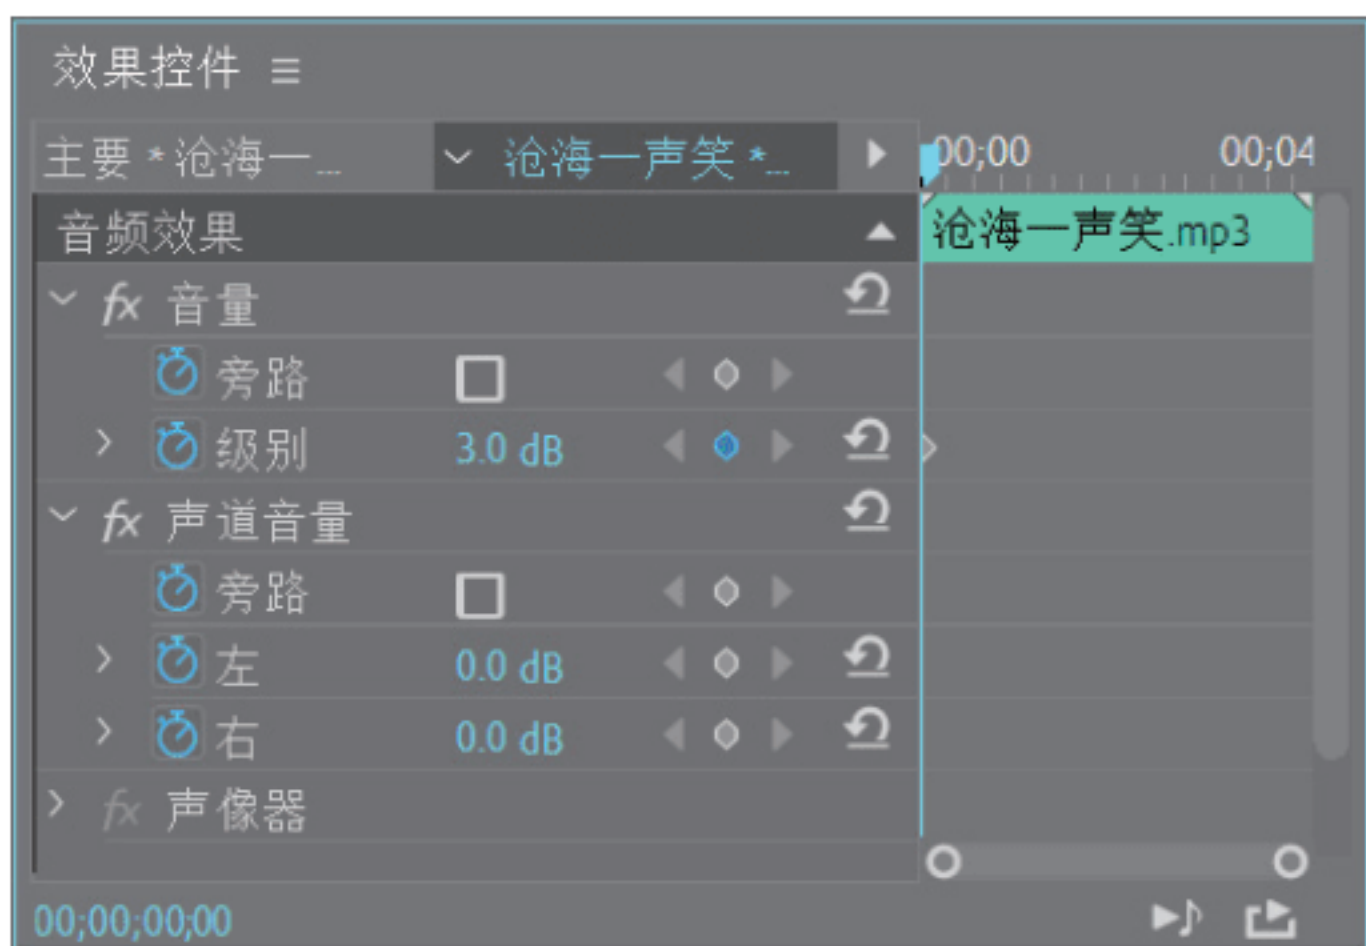 效果控件
主要 * 沧海一... 沧海一声笑 *... 00;00 00;04
音频效果 沧海一声笑.mp3
fx 音量
旁路
级别 3.0 dB
fx 声道音量
旁路
左 0.0 dB
右 0.0 dB
fx 声像器
00;00;00;00